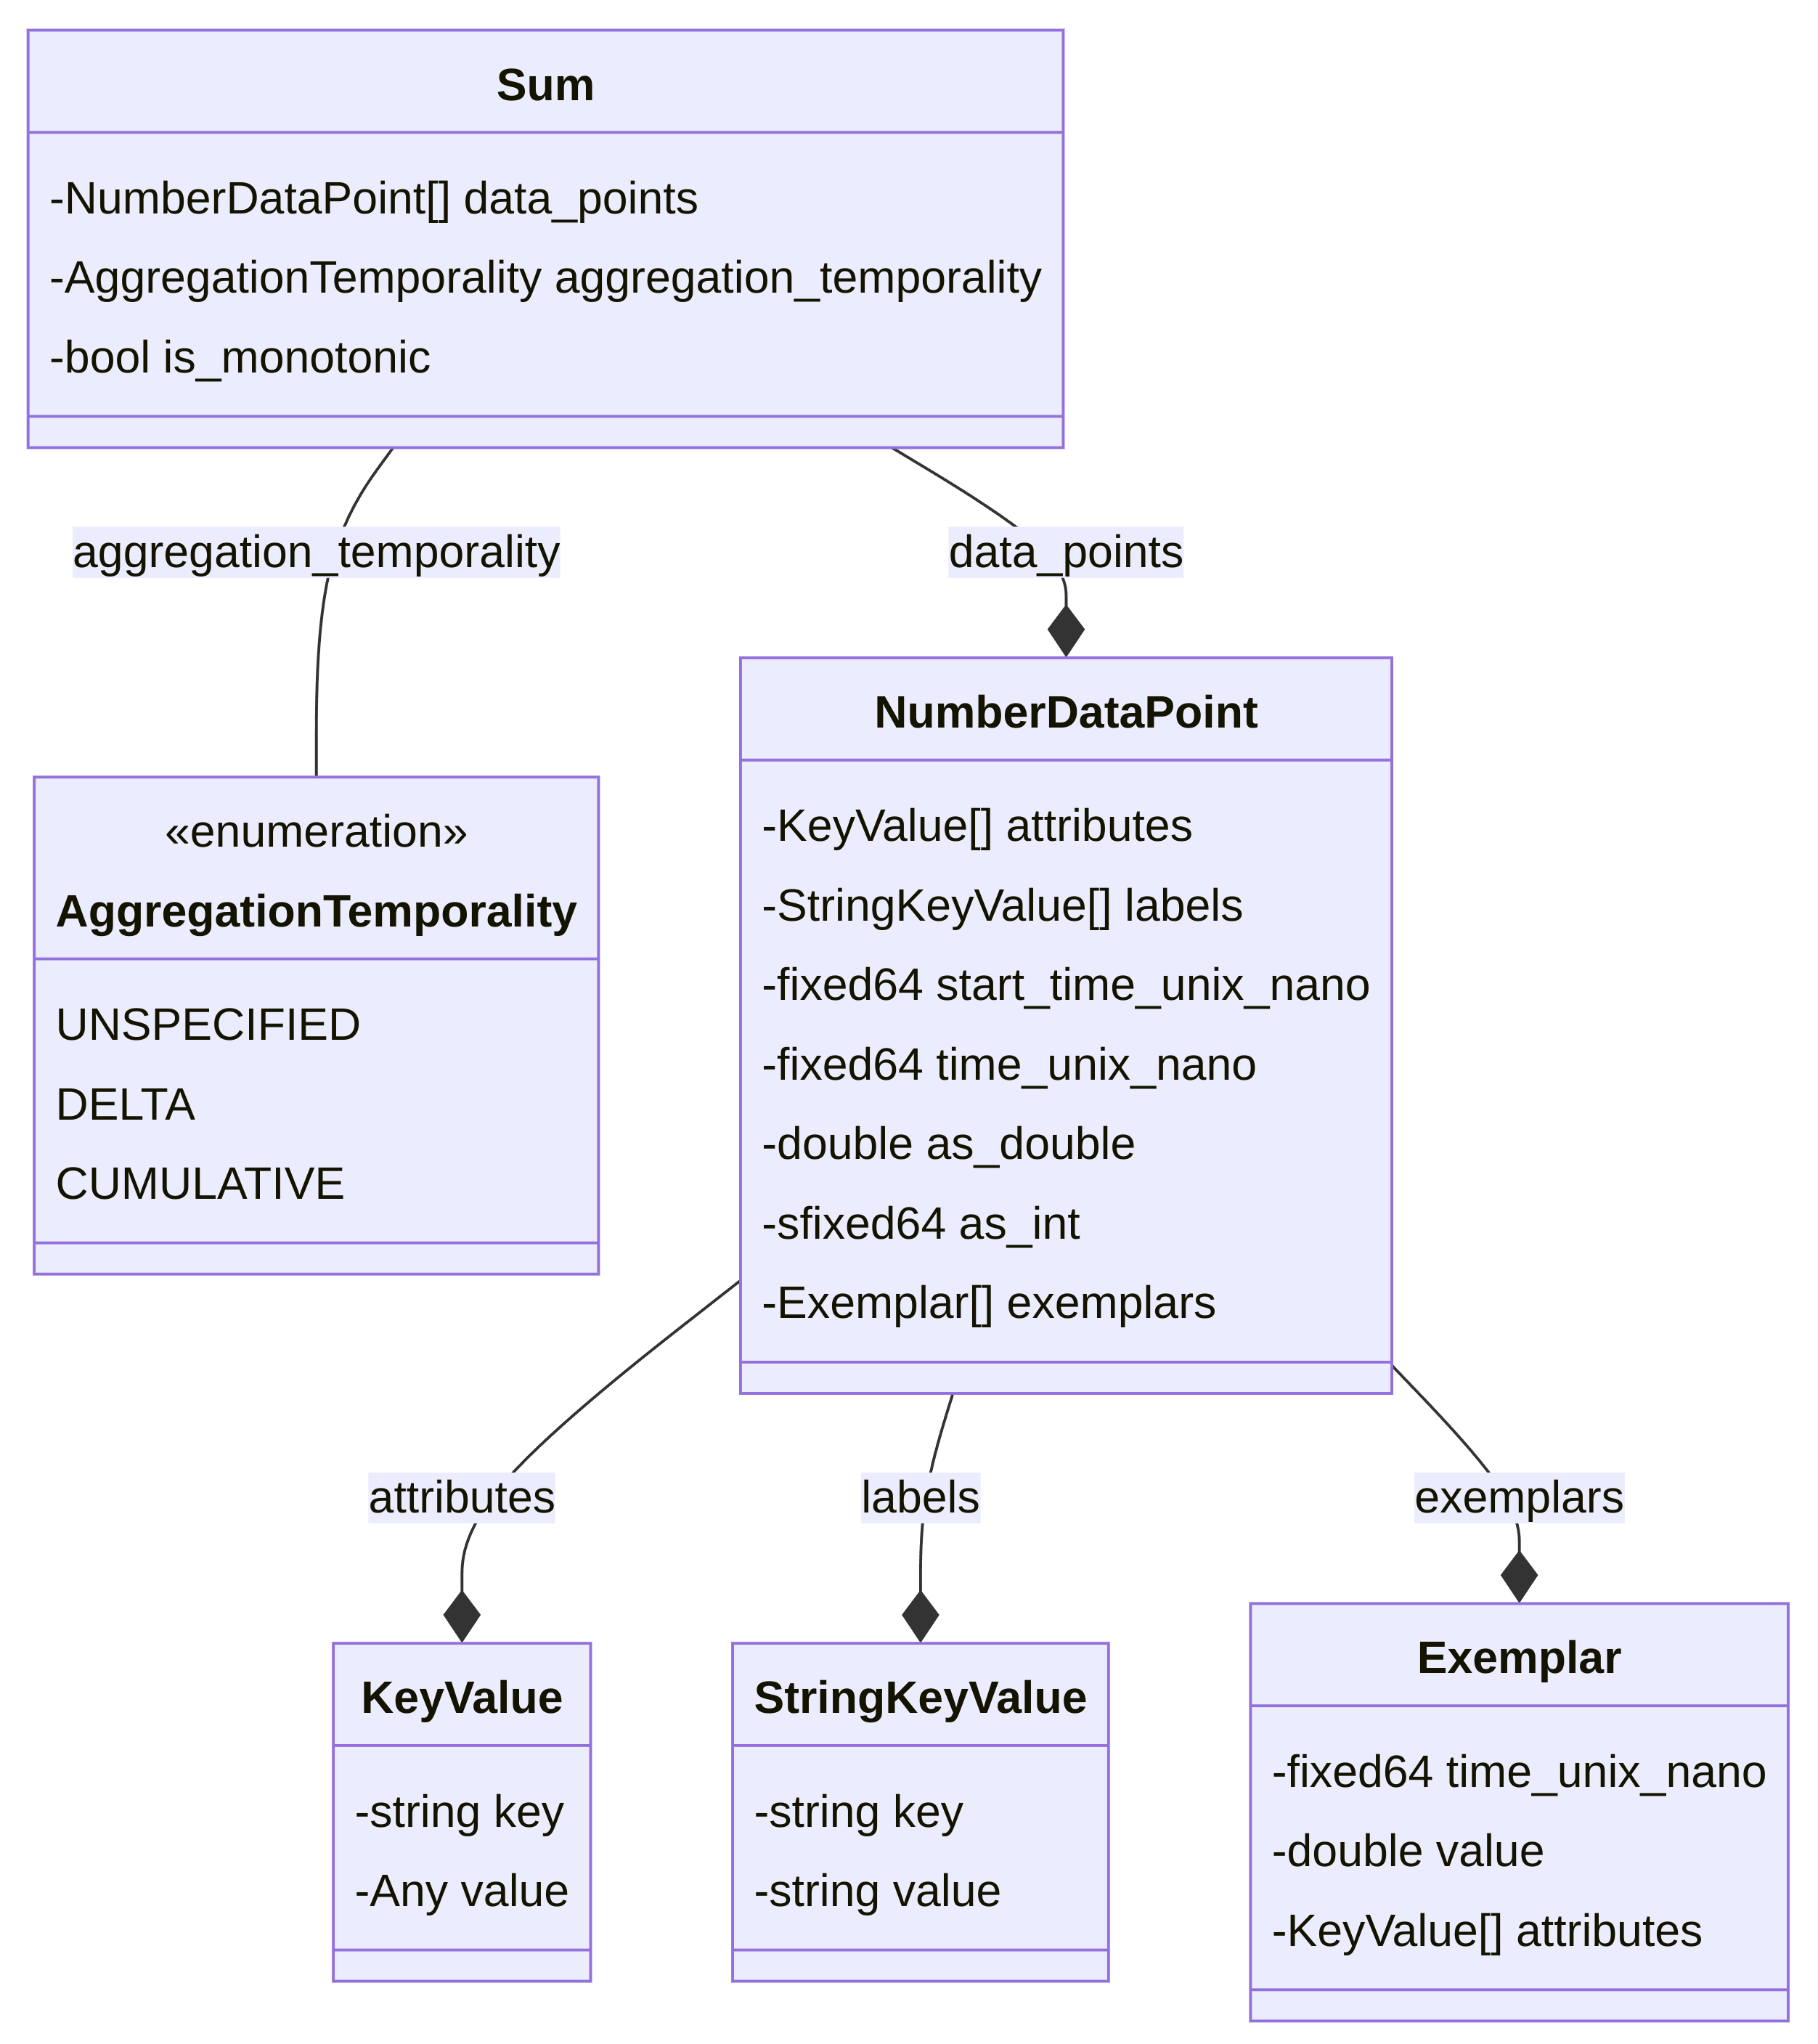 Sum
-NumberDataPoint[] data_points
-AggregationTemporality aggregation_temporality
-bool is_monotonic
aggregation_temporality
data_points
«enumeration»
AggregationTemporality
UNSPECIFIED
DELTA
CUMULATIVE
NumberDataPoint
-KeyValue[] attributes
-StringKeyValue[] labels
-fixed64 start_time_unix_nano
-fixed64 time_unix_nano
-double as_double
-sfixed64 as_int
-Exemplar[] exemplars
attributes
labels
exemplars
KeyValue
-string key
-Any value
StringKeyValue
-string key
-string value
Exemplar
-fixed64 time_unix_nano
-double value
-KeyValue[] attributes